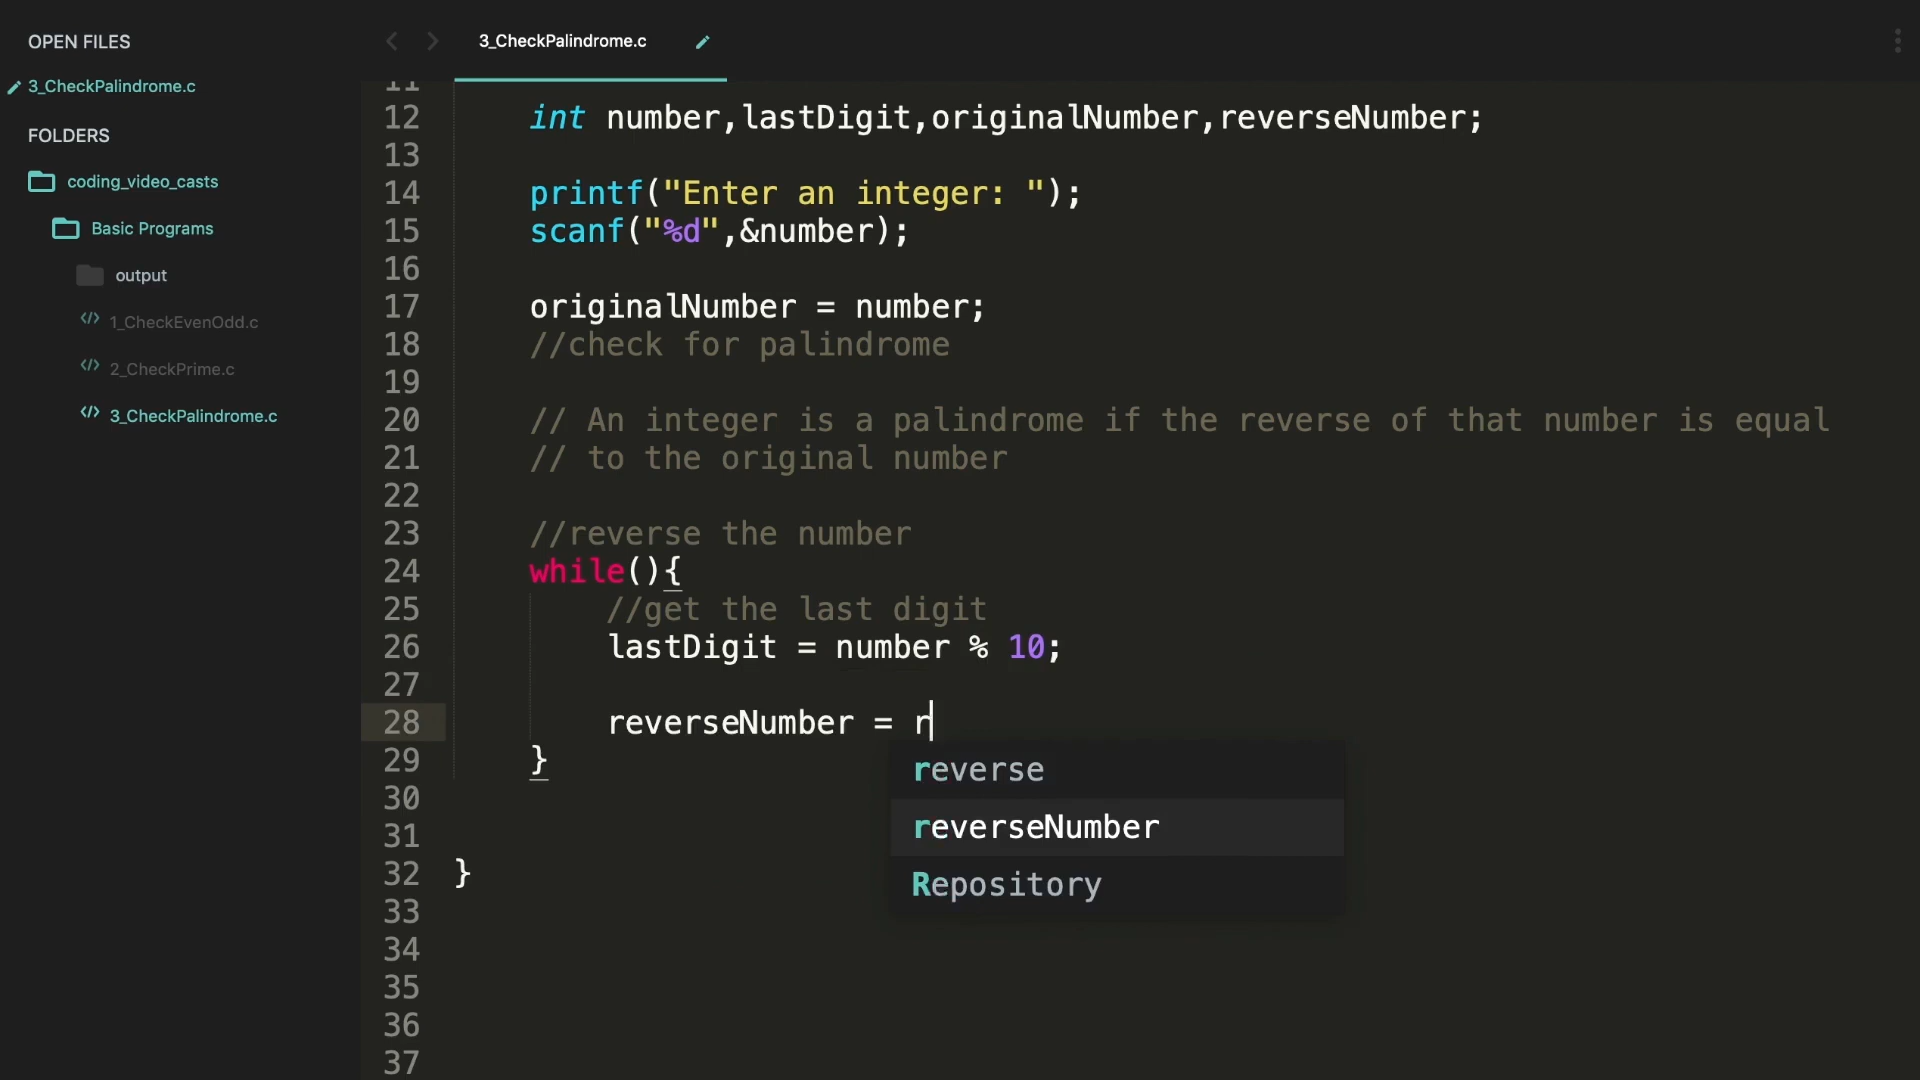 OPEN FILES
3_CheckPalindrome.c
FOLDERS
coding_video_casts
Basic Programs
output
1_CheckEvenOdd.c
2_CheckPrime.c
3_CheckPalindrome.c
3_CheckPalindrome.c
11
12 int number,lastDigit,originalNumber,reverseNumber;
13
14 printf("Enter an integer: ");
15 scanf("%d",&number);
16
17 originalNumber = number;
18 //check for palindrome
19
20 // An integer is a palindrome if the reverse of that number is equal
21 // to the original number
22
23 //reverse the number
24 while(){
25 //get the last digit
26 lastDigit = number % 10;
27
28 reverseNumber = r
29 }
reverse
30
reverseNumber
31
Repository
32 }
33
34
35
36
37